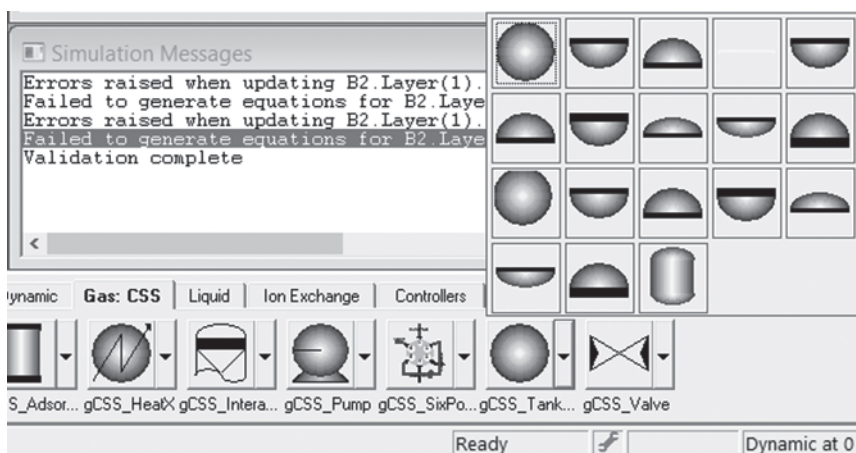 Simulation Messages
Errors raised when updating B2.Layer(1).
Failed to generate equations for B2.Laye
Errors raised when updating B2.Layer(1).
Failed to generate equations for B2.Laye
Validation complete
ynamic Gas: CSS Liquid Ion Exchange Controllers
S_Adsor... gCSS_HeatX gCSS_Intera... gCSS_Pump gCSS_SixPo... gCSS_Tank... gCSS_Valve
Ready Dynamic at 0